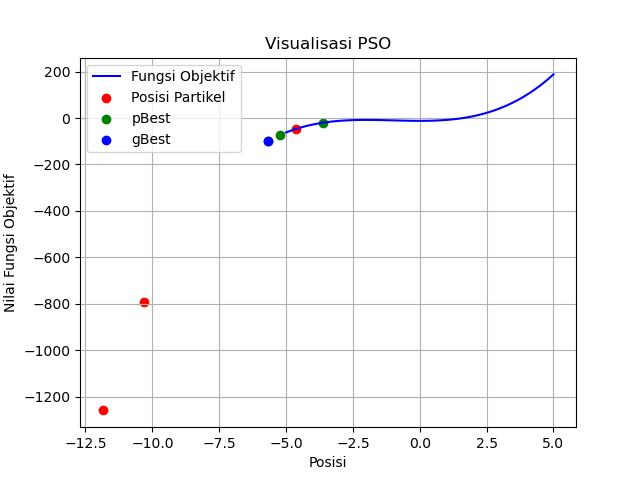 Visualisasi PSO
Fungsi Objektif
Posisi Partikel
pBest
gBest
Nilai Fungsi Objektif
200
0
−200
−400
−600
−800
−1000
−1200
−12.5 −10.0 −7.5 −5.0 −2.5 0.0 2.5 5.0
Posisi